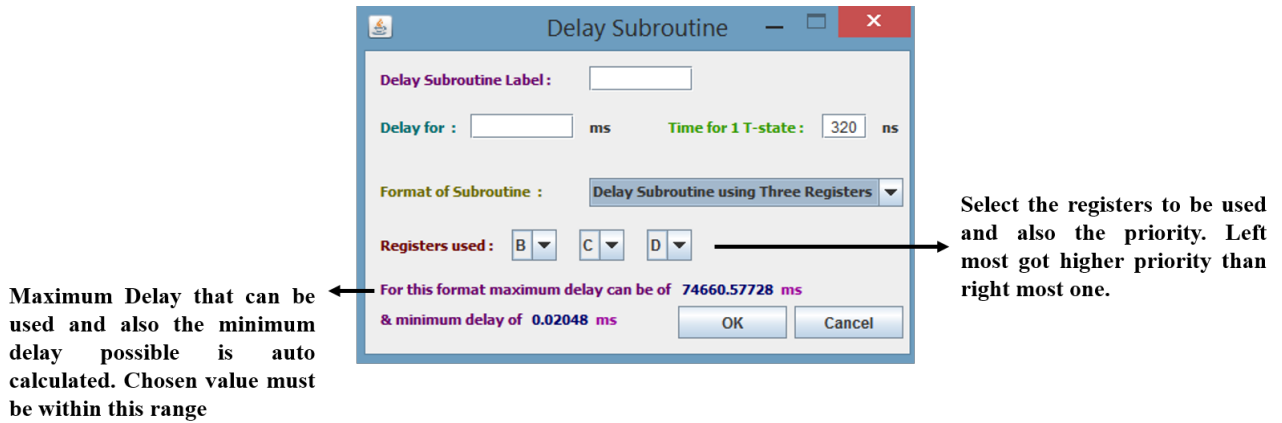 Delay Subroutine
Delay Subroutine Label :
Delay for : ms Time for 1 T-state : 320 ns
Format of Subroutine : Delay Subroutine using Three Registers
Registers used : B C D
For this format maximum delay can be of 74660.57728 ms
& minimum delay of 0.02048 ms
OK Cancel
Select the registers to be used
and also the priority. Left
most got higher priority than
right most one.
Maximum Delay that can be
used and also the minimum
delay possible is auto
calculated. Chosen value must
be within this range